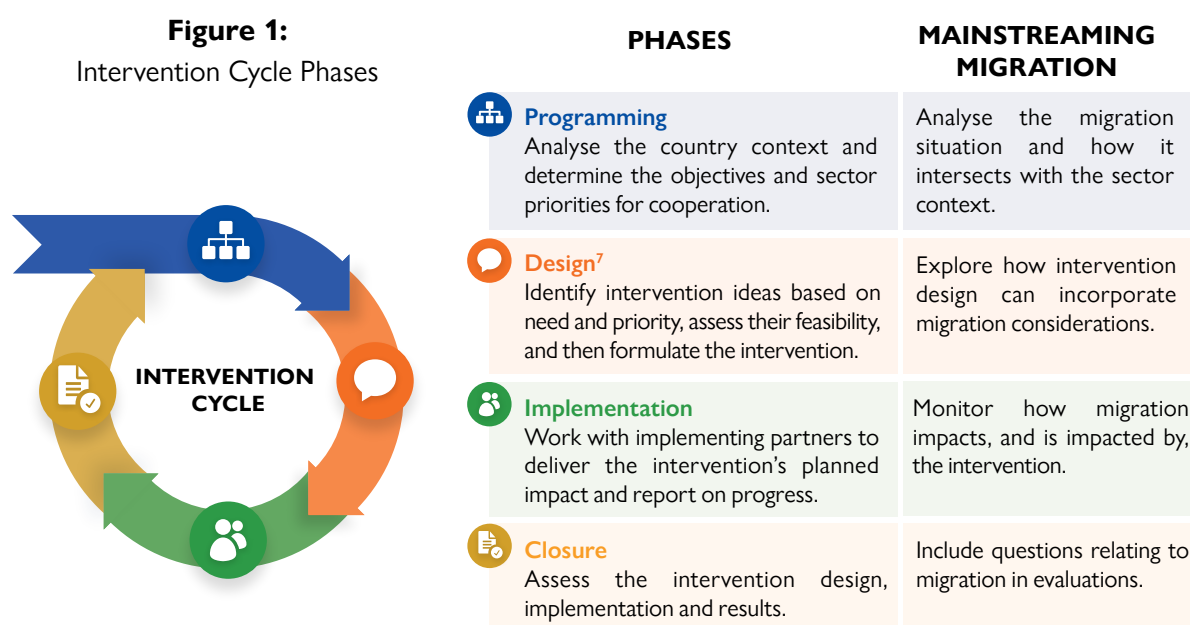 Figure 1:
Intervention Cycle Phases
INTERVENTION
CYCLE
PHASES
MAINSTREAMING
MIGRATION
Programming
Analyse the country context and
determine the objectives and sector
priorities for cooperation.
Analyse the migration
situation and how it
intersects with the sector
context.
Design⁷
Identify intervention ideas based on
need and priority, assess their feasibility,
and then formulate the intervention.
Explore how intervention
design can incorporate
migration considerations.
Implementation
Work with implementing partners to
deliver the intervention’s planned
impact and report on progress.
Monitor how migration
impacts, and is impacted by,
the intervention.
Closure
Assess the intervention design,
implementation and results.
Include questions relating to
migration in evaluations.